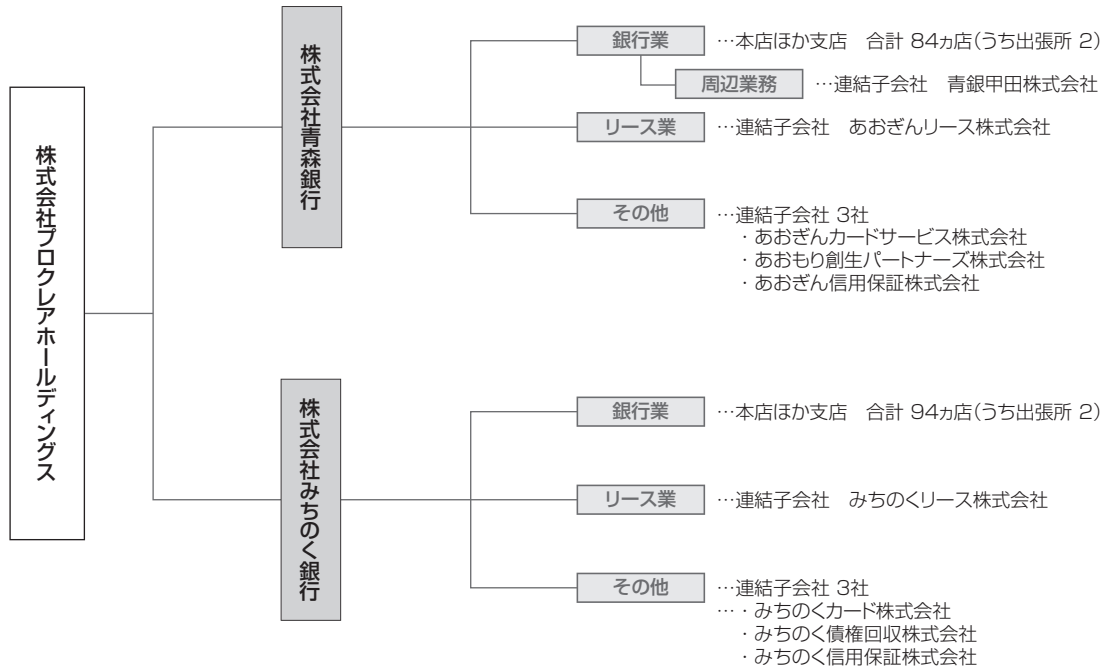 株式会社プロクレアホールディングス
株式会社青森銀行
銀行業 …本店ほか支店 合計 84ヵ店(うち出張所 2)
周辺業務 …連結子会社 青銀甲田株式会社
リース業 …連結子会社 あおぎんリース株式会社
その他 …連結子会社 3社
・あおぎんカードサービス株式会社
・あおもり創生パートナーズ株式会社
・あおぎん信用保証株式会社
株式会社みちのく銀行
銀行業 …本店ほか支店 合計 94ヵ店(うち出張所 2)
リース業 …連結子会社 みちのくリース株式会社
その他 …連結子会社 3社
…・みちのくカード株式会社
・みちのく債権回収株式会社
・みちのく信用保証株式会社